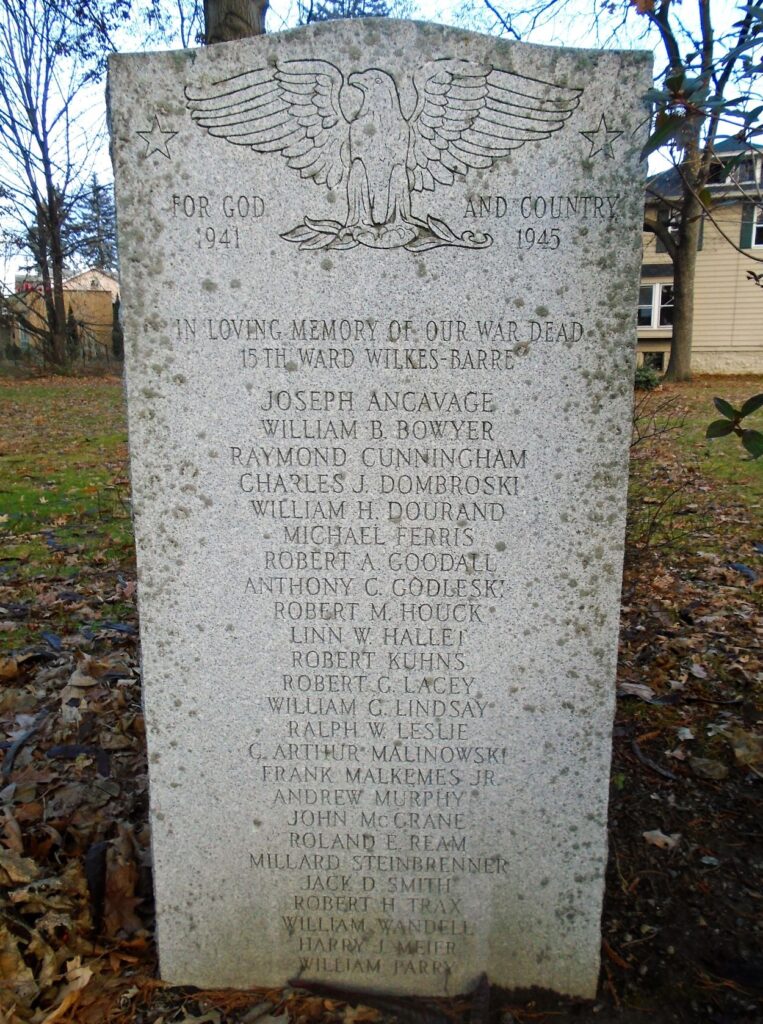 FOR GOD AND COUNTRY
1941 1945
IN LOVING MEMORY OF OUR WAR DEAD
15TH WARD WILKES-BARRE
JOSEPH ANCAVAGE
WILLIAM B. BOWYER
RAYMOND CUNNINGHAM
CHARLES J. DOMBROSKI
WILLIAM H. DOURAND
MICHAEL FERRIS
ROBERT A. GOODALL
ANTHONY C. GODLESKI
ROBERT M. HOUCK
LINN W. HALLET
ROBERT KUHNS
ROBERT G. LACEY
WILLIAM G. LINDSAY
RALPH W. LESLIE
C. ARTHUR MALINOWSKI
FRANK MALKEMES JR.
ANDREW MURPHY
JOHN McGRANE
ROLAND E. REAM
MILLARD STEINBRENNER
JACK D. SMITH
ROBERT H. TRAX
WILLIAM WANDELL
HARRY J. MEIER
WILLIAM PARRY